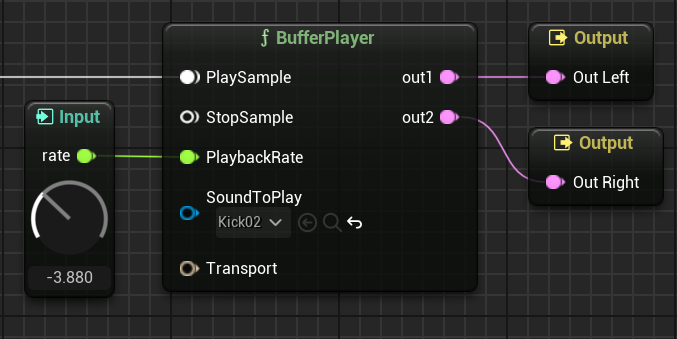 ƒ BufferPlayer
Output
PlaySample
out1
Out Left
Input
StopSample
out2
Output
rate
PlaybackRate
Out Right
SoundToPlay
Kick02
-3.880
Transport